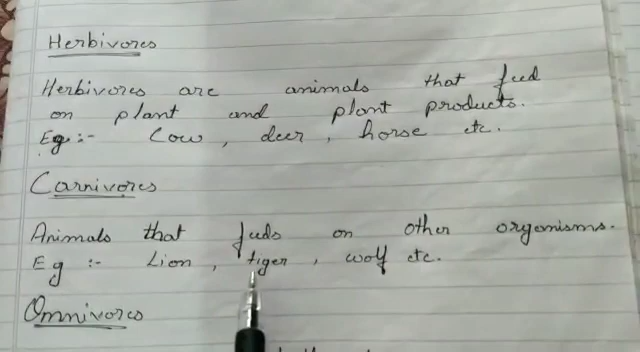 Herbivores
Herbivores are animals that feed
on plant and plant products.
Eg :- Cow, deer, horse etc.
Carnivores
Animals that feeds on other organisms.
Eg :- Lion, tiger, wolf etc.
Omnivores